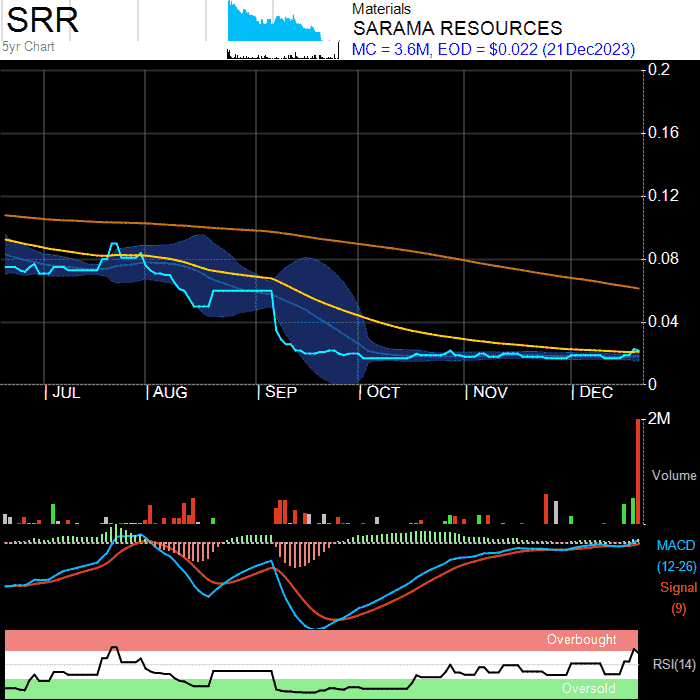 SRR
5yr Chart
Materials
SARAMA RESOURCES
MC = 3.6M, EOD = $0.022 (21Dec2023)
0.2
0.16
0.12
0.08
0.04
0
JUL AUG SEP OCT NOV DEC
2M
Volume
MACD
(12-26)
Signal
(9)
Overbought
RSI(14)
Oversold